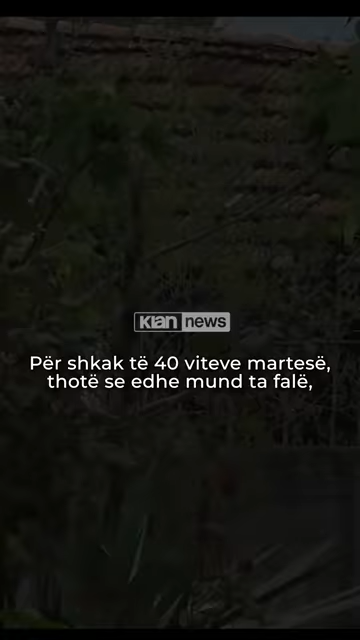 Klan news
Për shkak të 40 viteve martesë,
thotë se edhe mund ta falë,